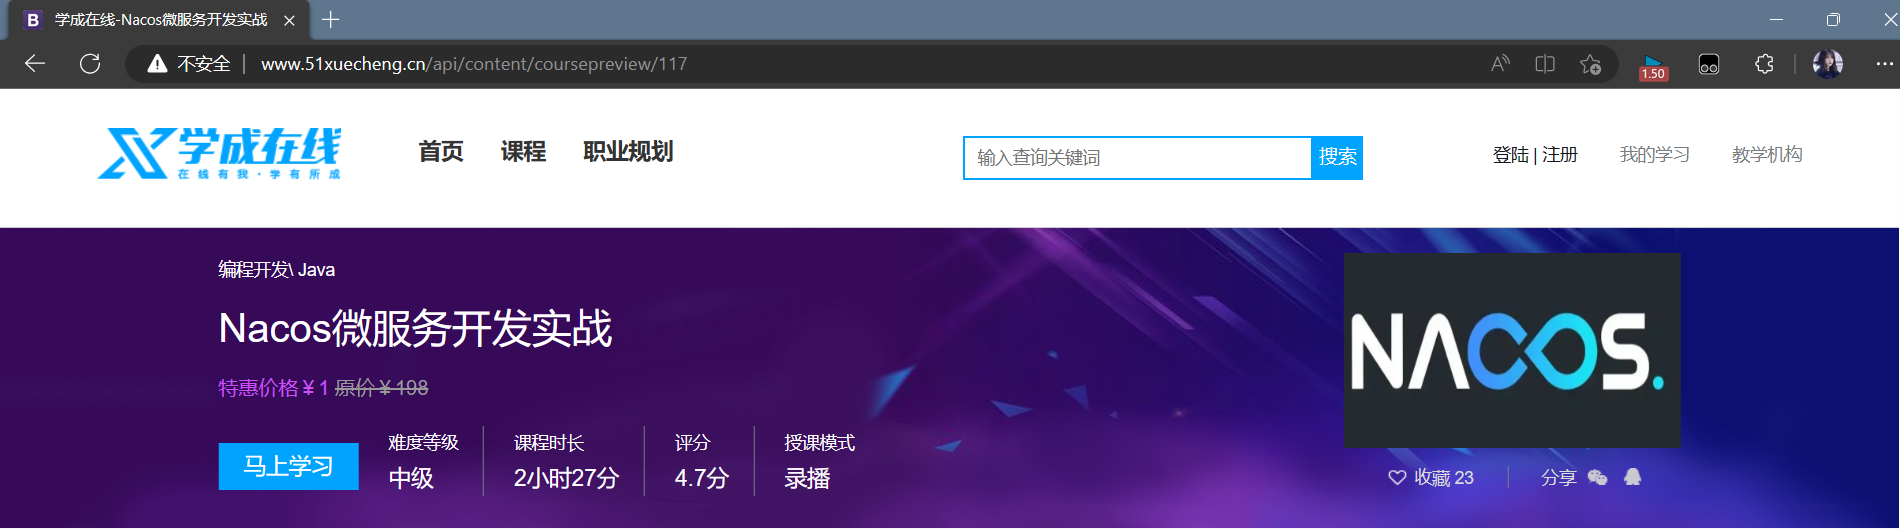 B 学成在线-Nacos微服务开发实战
不安全 www.51xuecheng.cn/api/content/coursepreview/117
1.50
学成在线
在线有我·学有所成
首页 课程 职业规划
输入查询关键词 搜索
登陆 | 注册 我的学习 教学机构
编程开发\ Java
Nacos微服务开发实战
特惠价格￥1 原价￥198
马上学习
难度等级 课程时长 评分 授课模式
中级 2小时27分 4.7分 录播
NACOS.
收藏 23 分享